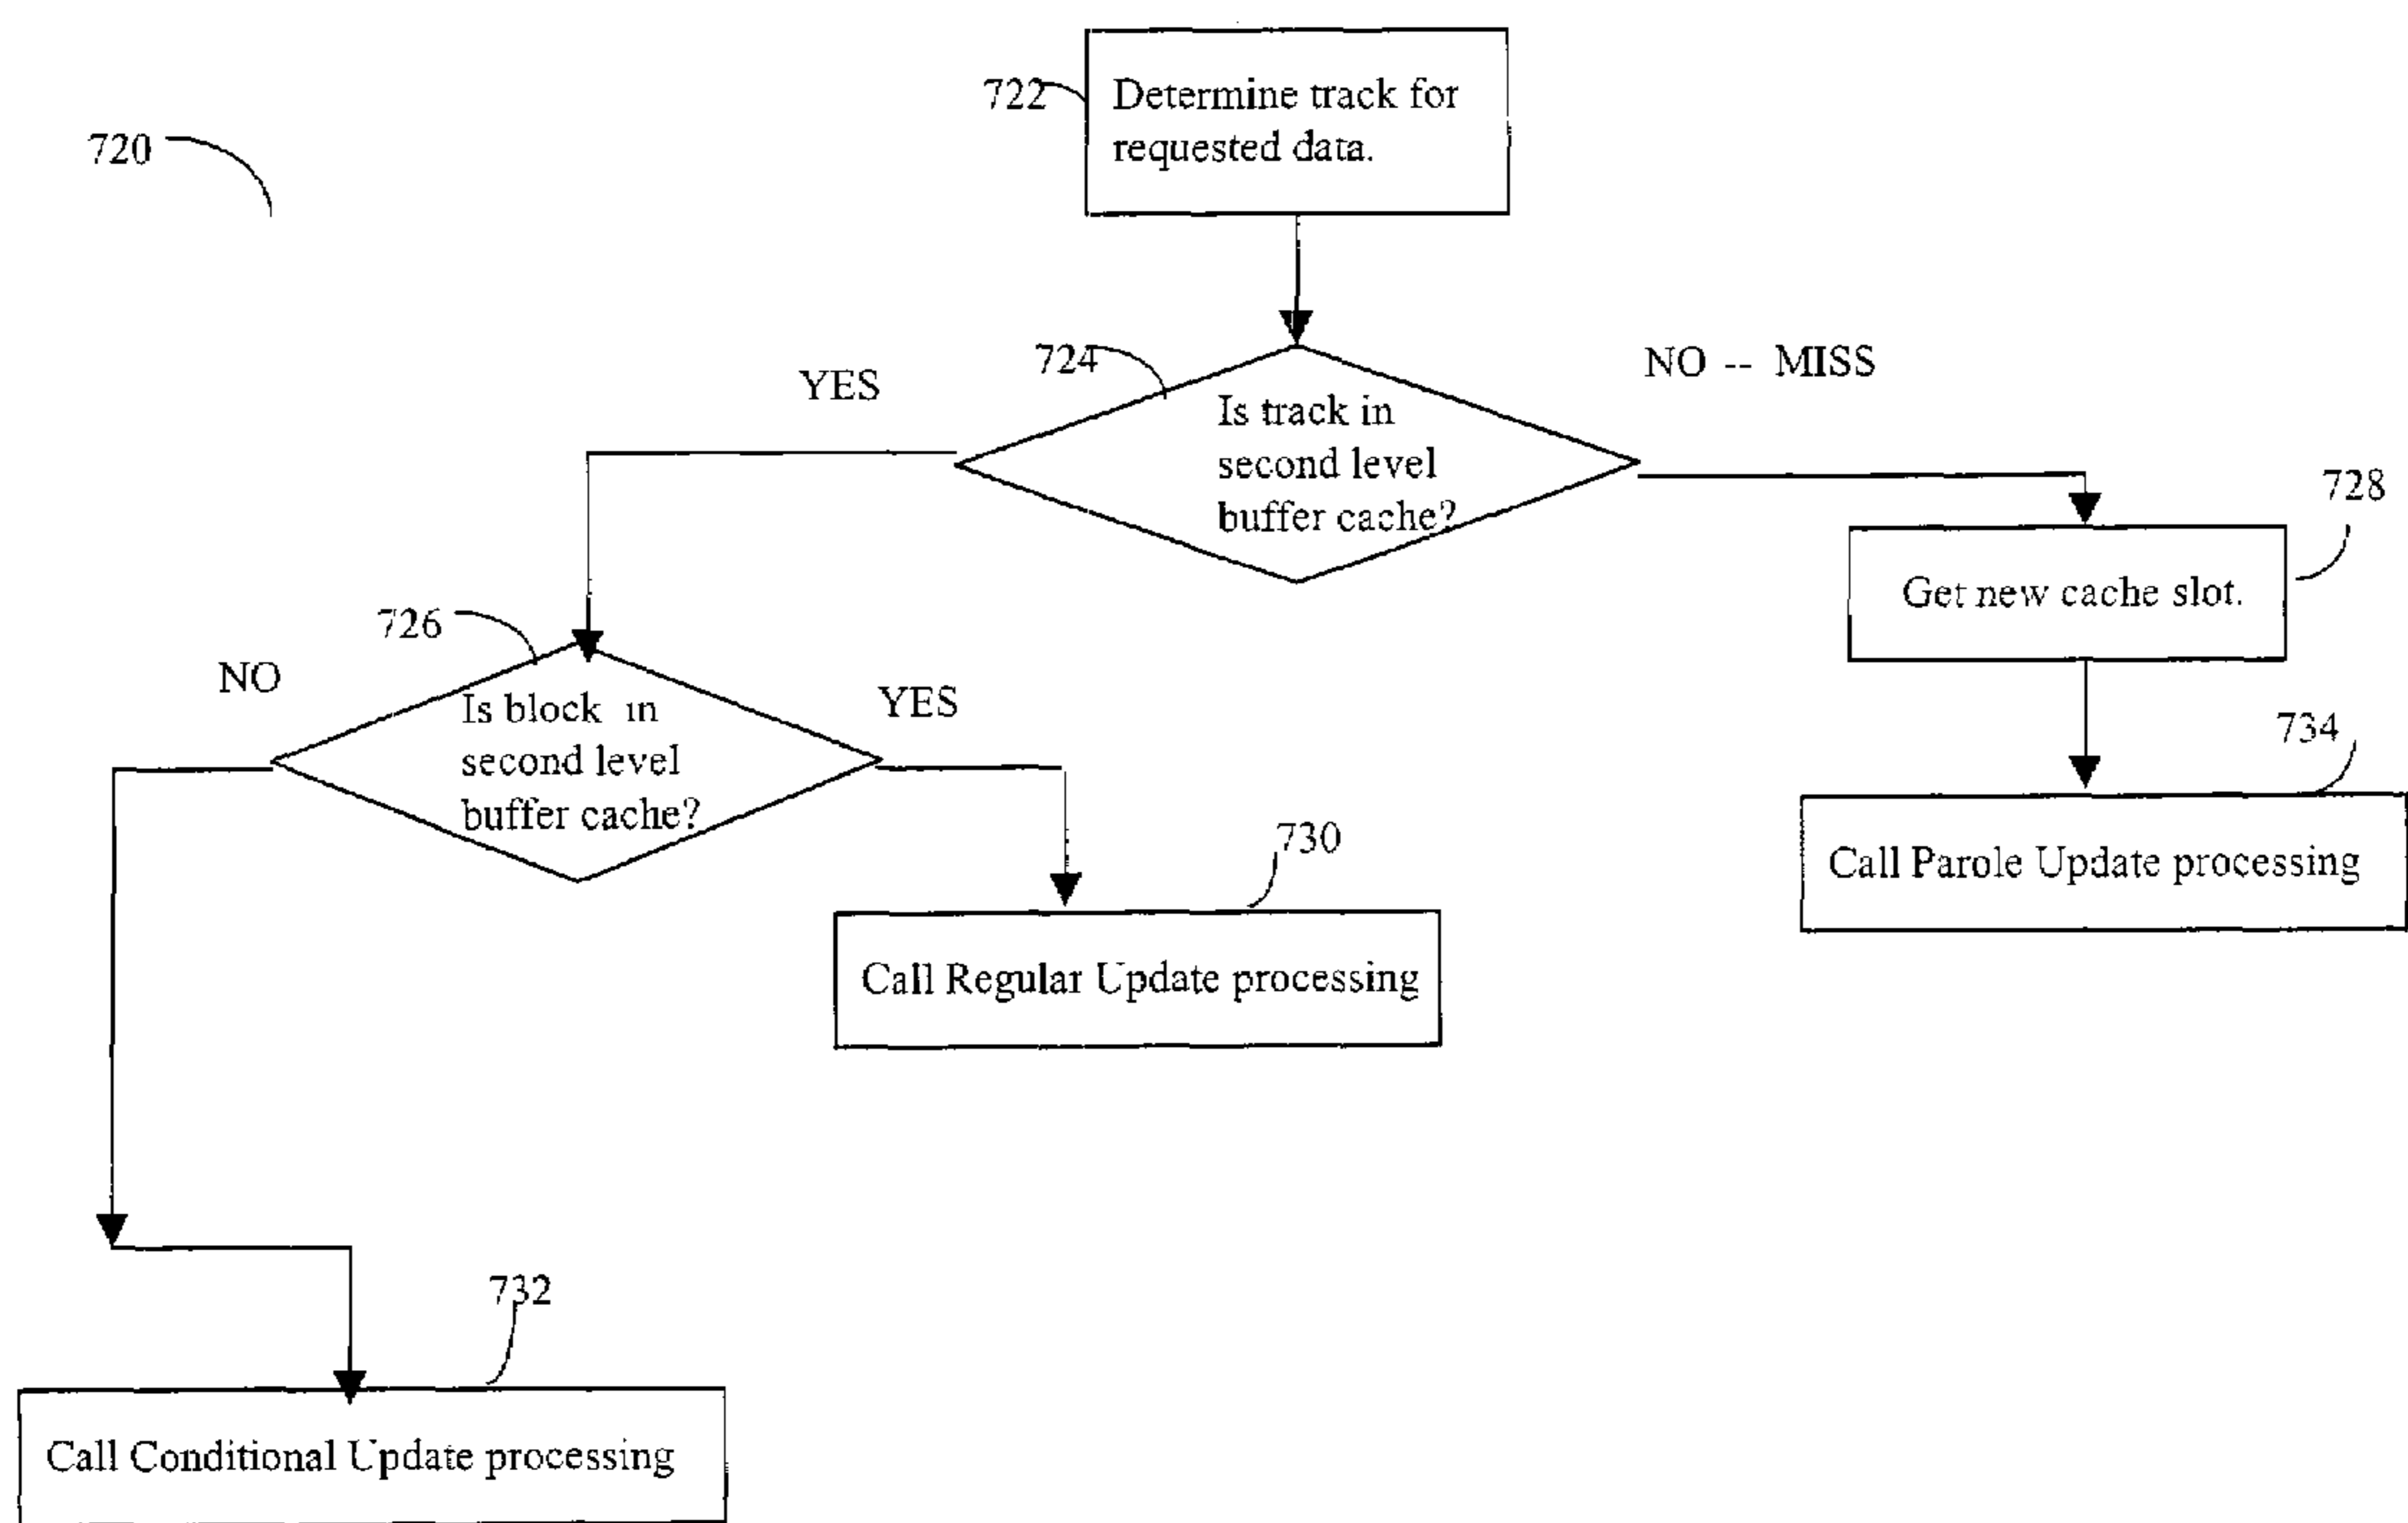 722
Determine track for
requested data.
720
724
YES
NO -- MISS
Is track in
second level
buffer cache?
728
Get new cache slot.
726
NO
YES
Is block in
second level
buffer cache?
734
Call Parole Update processing
730
Call Regular Update processing
732
Call Conditional Update processing